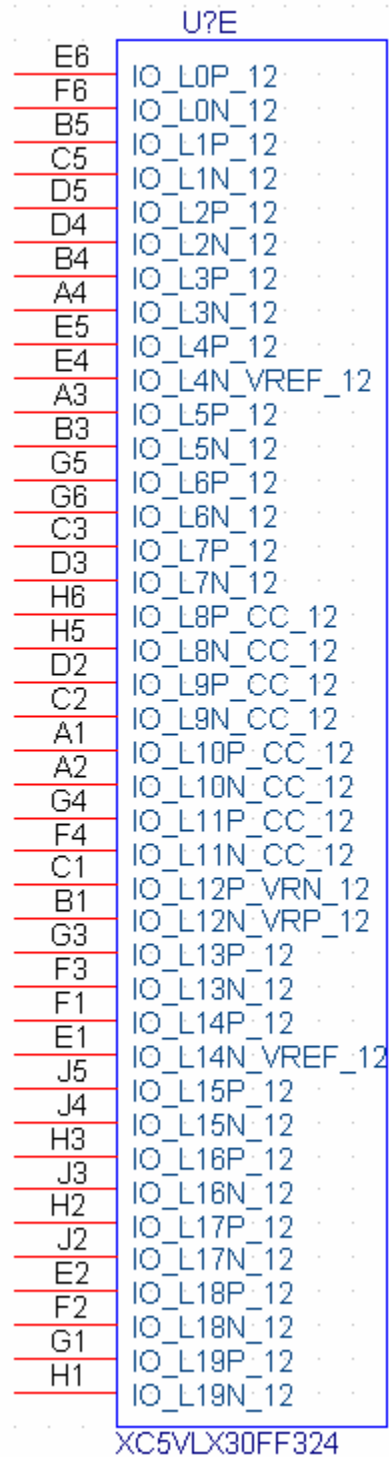 U?E
E6 IO_L0P_12
F6 IO_L0N_12
B5 IO_L1P_12
C5 IO_L1N_12
D5 IO_L2P_12
D4 IO_L2N_12
B4 IO_L3P_12
A4 IO_L3N_12
E5 IO_L4P_12
E4 IO_L4N_VREF_12
A3 IO_L5P_12
B3 IO_L5N_12
G5 IO_L6P_12
G6 IO_L6N_12
C3 IO_L7P_12
D3 IO_L7N_12
H6 IO_L8P_CC_12
H5 IO_L8N_CC_12
D2 IO_L9P_CC_12
C2 IO_L9N_CC_12
A1 IO_L10P_CC_12
A2 IO_L10N_CC_12
G4 IO_L11P_CC_12
F4 IO_L11N_CC_12
C1 IO_L12P_VRN_12
B1 IO_L12N_VRP_12
G3 IO_L13P_12
F3 IO_L13N_12
F1 IO_L14P_12
E1 IO_L14N_VREF_12
J5 IO_L15P_12
J4 IO_L15N_12
H3 IO_L16P_12
J3 IO_L16N_12
H2 IO_L17P_12
J2 IO_L17N_12
E2 IO_L18P_12
F2 IO_L18N_12
G1 IO_L19P_12
H1 IO_L19N_12
XC5VLX30FF324